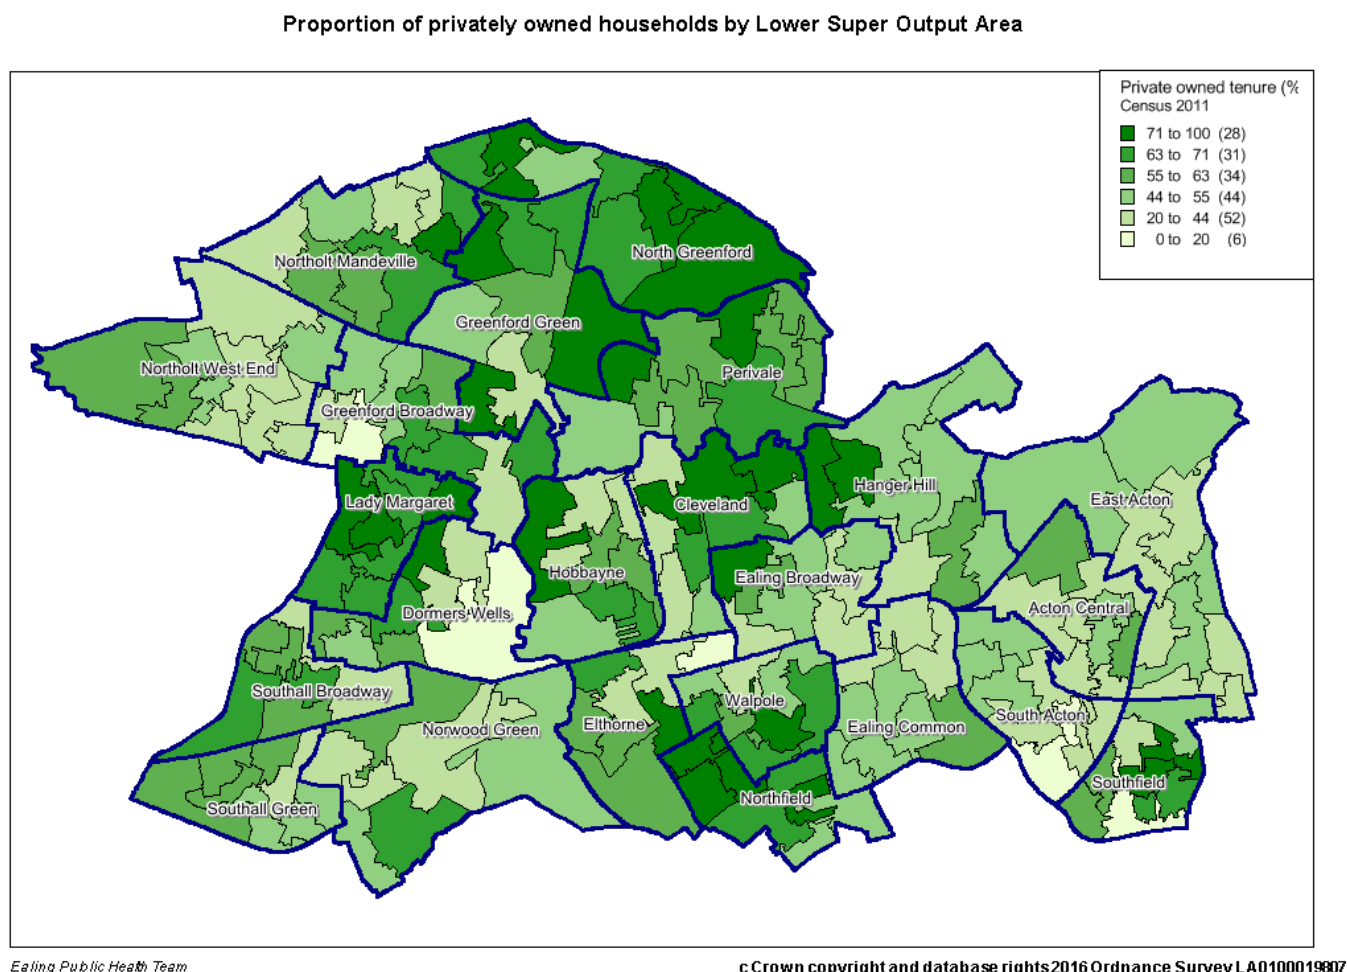 Proportion of privately owned households by Lower Super Output Area
Private owned tenure (%
Census 2011
71 to 100 (28)
63 to 71 (31)
55 to 63 (34)
44 to 55 (44)
20 to 44 (52)
0 to 20 (6)
North Greenford
Northolt Mandeville
Greenford Green
Northolt West End
Perivale
Greenford Broadway
Hanger Hill
Lady Margaret
Cleveland
East Acton
Hobbayne
Ealing Broadway
Dormers Wells
Acton Central
Southall Broadway
Walpole
Norwood Green
Elthorne
Ealing Common
South Acton
Southfield
Northfield
Southall Green
Ealing Public Health Team
c Crown copyright and database rights 2016 Ordnance Survey LA0100019807